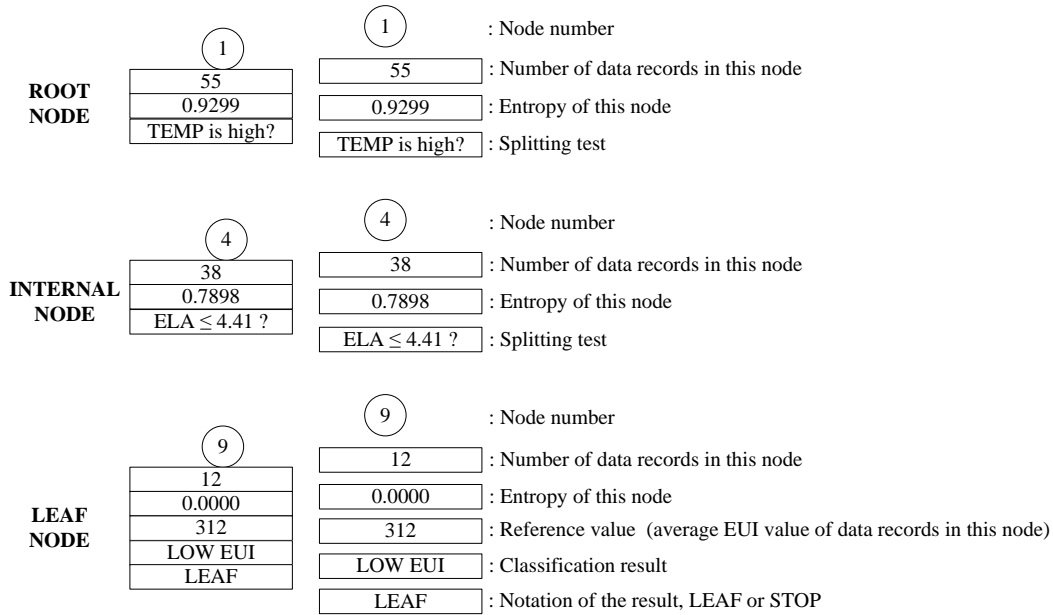 ROOT
NODE
1
55
0.9299
TEMP is high?
1 : Node number
55 : Number of data records in this node
0.9299 : Entropy of this node
TEMP is high? : Splitting test
INTERNAL
NODE
4
38
0.7898
ELA ≤ 4.41 ?
4 : Node number
38 : Number of data records in this node
0.7898 : Entropy of this node
ELA ≤ 4.41 ? : Splitting test
LEAF
NODE
9
12
0.0000
312
LOW EUI
LEAF
9 : Node number
12 : Number of data records in this node
0.0000 : Entropy of this node
312 : Reference value (average EUI value of data records in this node)
LOW EUI : Classification result
LEAF : Notation of the result, LEAF or STOP